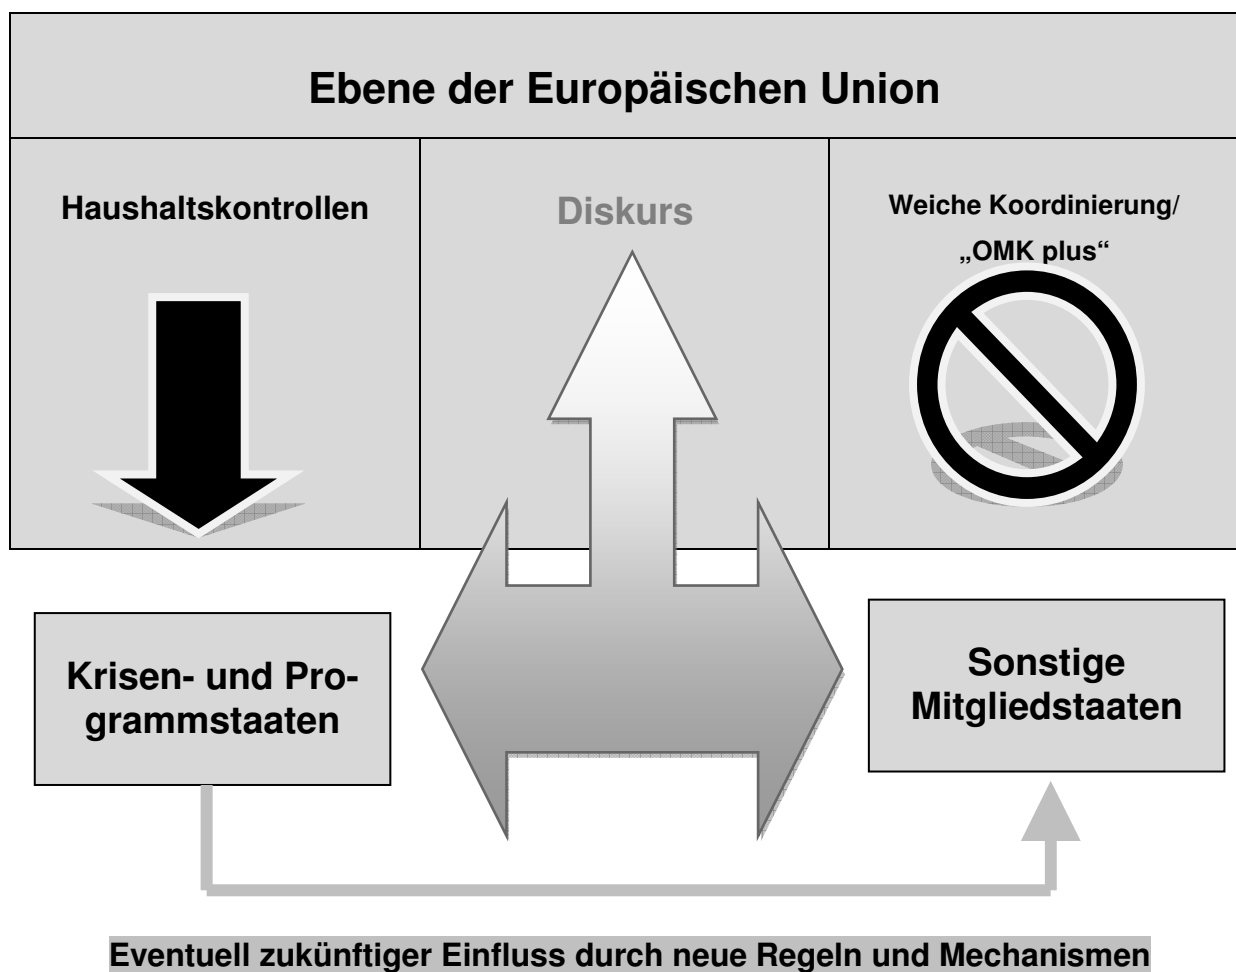 Ebene der Europäischen Union
Haushaltskontrollen
Diskurs
Weiche Koordinierung/
„OMK plus“
Krisen- und Pro-
grammstaaten
Sonstige
Mitgliedstaaten
Eventuell zukünftiger Einfluss durch neue Regeln und Mechanismen